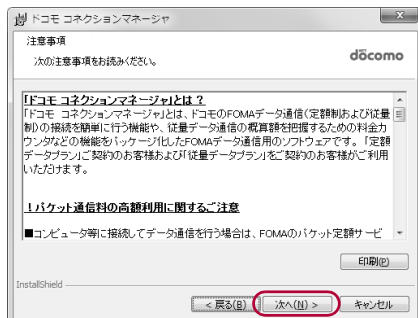 ドコモ コネクションマネージャ
注意事項
次の注意事項をお読みください。
döcomo
「ドコモ コネクションマネージャ」とは?
「ドコモ コネクションマネージャ」とは、ドコモのFOMAデータ通信(定額制および従量
制)の接続を簡単に行う機能や、従量データ通信の概算額を把握するための料金カ
ウンタなどの機能をパッケージ化したFOMAデータ通信用のソフトウェアです。「定額
データプラン」ご契約のお客様および「従量データプラン」をご契約のお客様がご利用
いただけます。
!パケット通信料の高額利用に関するご注意
■コンピュータ等に接続してデータ通信を行う場合は、FOMAのパケット定額サービ
印刷(P)
InstallShield
< 戻る(B)
次へ(N) >
キャンセル